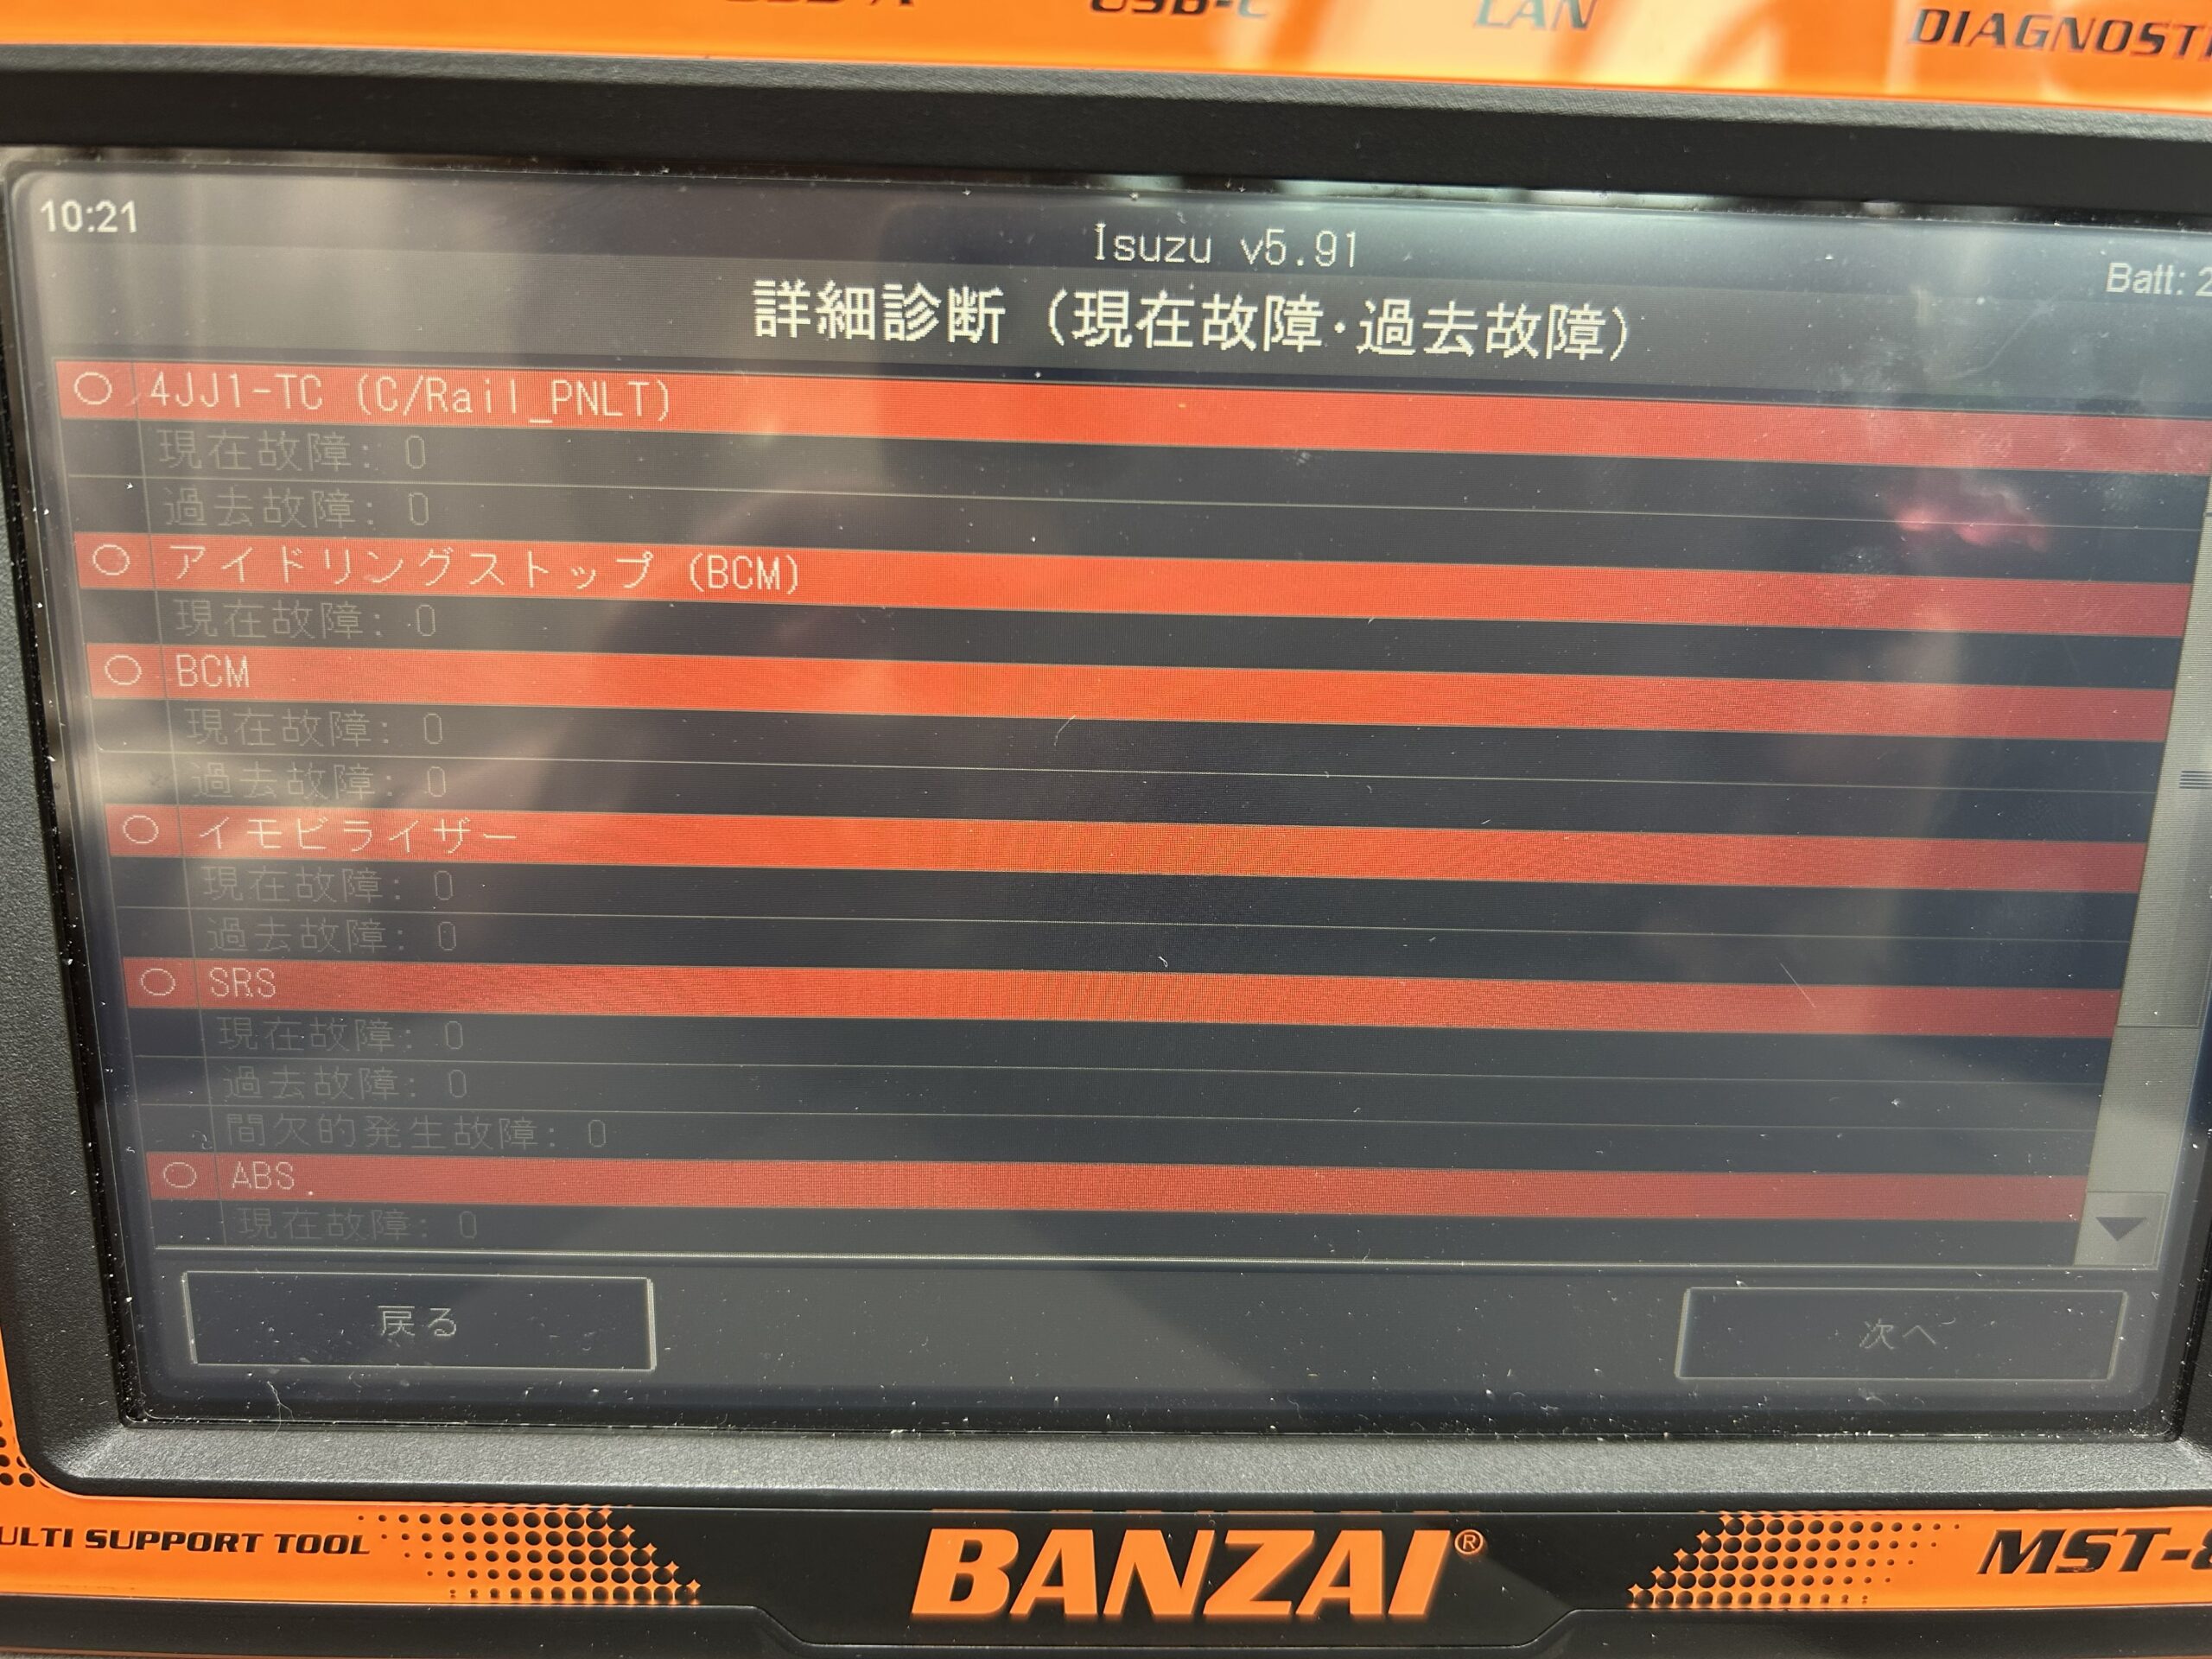 USB-C
LAN
10:21
Isuzu v5.91
Batt: 2
詳細診断 (現在故障・過去故障)
○ 4JJ1-TC (C/Rail_PNLT)
現在故障: 0
過去故障: 0
○ アイドリングストップ (BCM)
現在故障: 0
○ BCM
現在故障: 0
過去故障: 0
○ イモビライザー
現在故障: 0
過去故障: 0
○ SRS
現在故障: 0
過去故障: 0
間欠的発生故障: 0
○ ABS
現在故障: 0
戻る
次へ
SUPPORT TOOL
BANZAI®